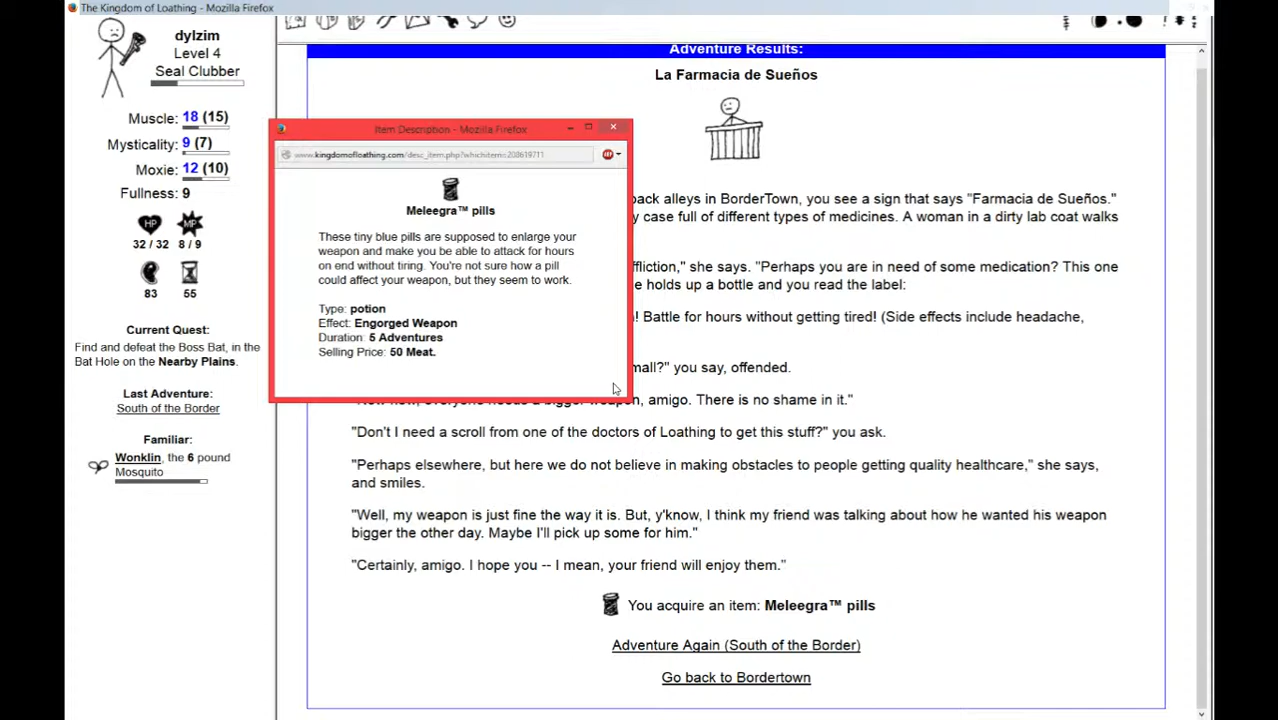 The Kingdom of Loathing - Mozilla Firefox
dylzim
Level 4
Seal Clubber
Muscle: 18 (15)
Mysticality: 9 (7)
Moxie: 12 (10)
Fullness: 9
HP MP
32 / 32 8 / 9
83 55
Current Quest:
Find and defeat the Boss Bat, in the
Bat Hole on the Nearby Plains.
Last Adventure:
South of the Border
Familiar:
Wonklin, the 6 pound
Mosquito
Item Description - Mozilla Firefox
www.kingdomofloathing.com/desc_item.php?whichitem=208619711
Meleegra™ pills
These tiny blue pills are supposed to enlarge your
weapon and make you be able to attack for hours
on end without tiring. You're not sure how a pill
could affect your weapon, but they seem to work.
Type: potion
Effect: Engorged Weapon
Duration: 5 Adventures
Selling Price: 50 Meat.
Adventure Results:
La Farmacia de Sueños
back alleys in BorderTown, you see a sign that says "Farmacia de Sueños."
case full of different types of medicines. A woman in a dirty lab coat walks
she says. "Perhaps you are in need of some medication? This one
holds up a bottle and you read the label:
Battle for hours without getting tired! (Side effects include headache,
you say, offended.
weapon, amigo. There is no shame in it."
"Don't I need a scroll from one of the doctors of Loathing to get this stuff?" you ask.
"Perhaps elsewhere, but here we do not believe in making obstacles to people getting quality healthcare," she says,
and smiles.
"Well, my weapon is just fine the way it is. But, y'know, I think my friend was talking about how he wanted his weapon
bigger the other day. Maybe I'll pick up some for him."
"Certainly, amigo. I hope you -- I mean, your friend will enjoy them."
You acquire an item: Meleegra™ pills
Adventure Again (South of the Border)
Go back to Bordertown